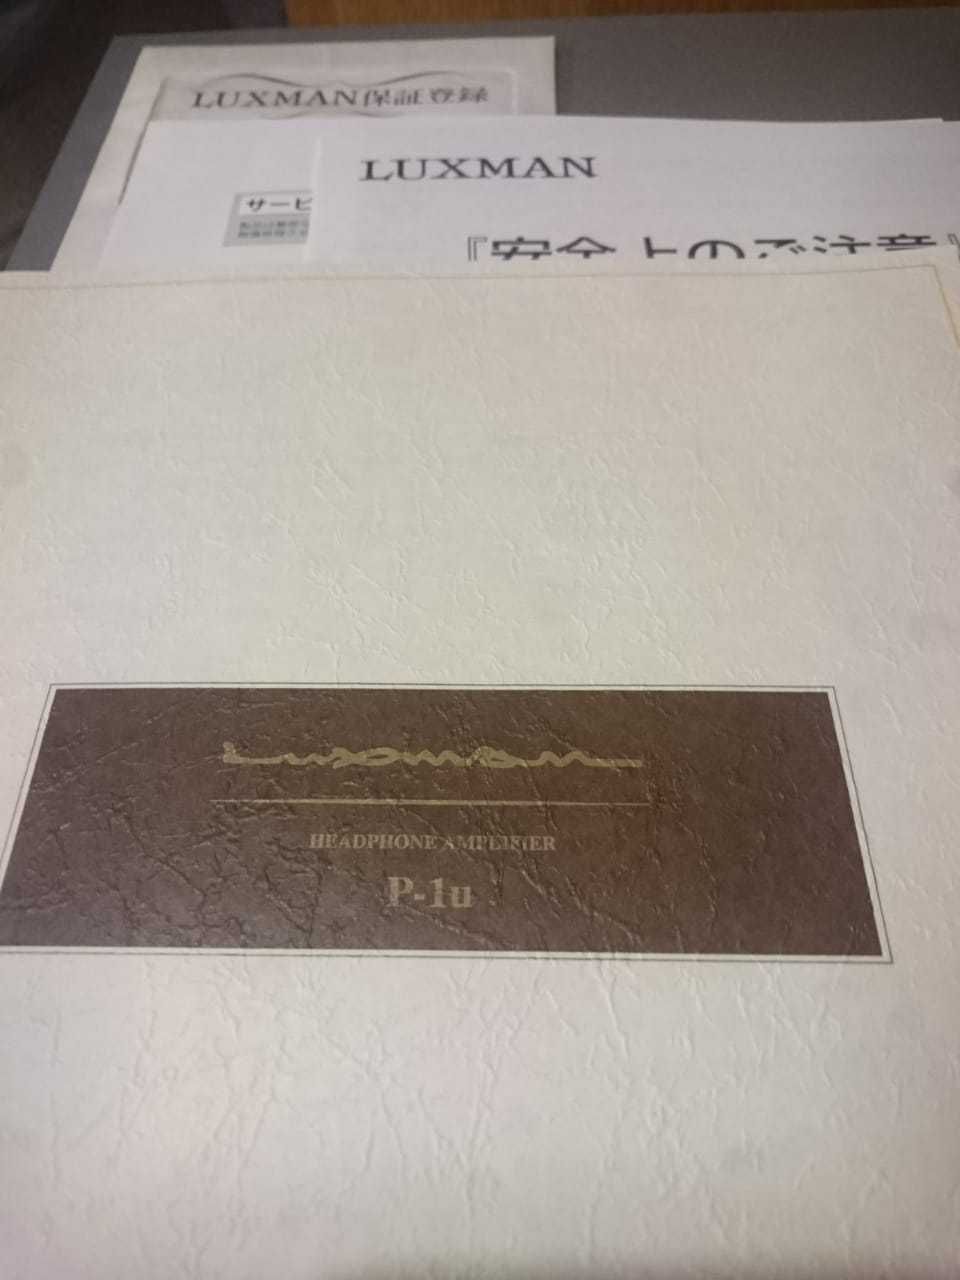 LUXMAN保証登録
LUXMAN
サービ
『安全上のご注意』
Luxman
HEADPHONE AMPLIFIER
P-1u